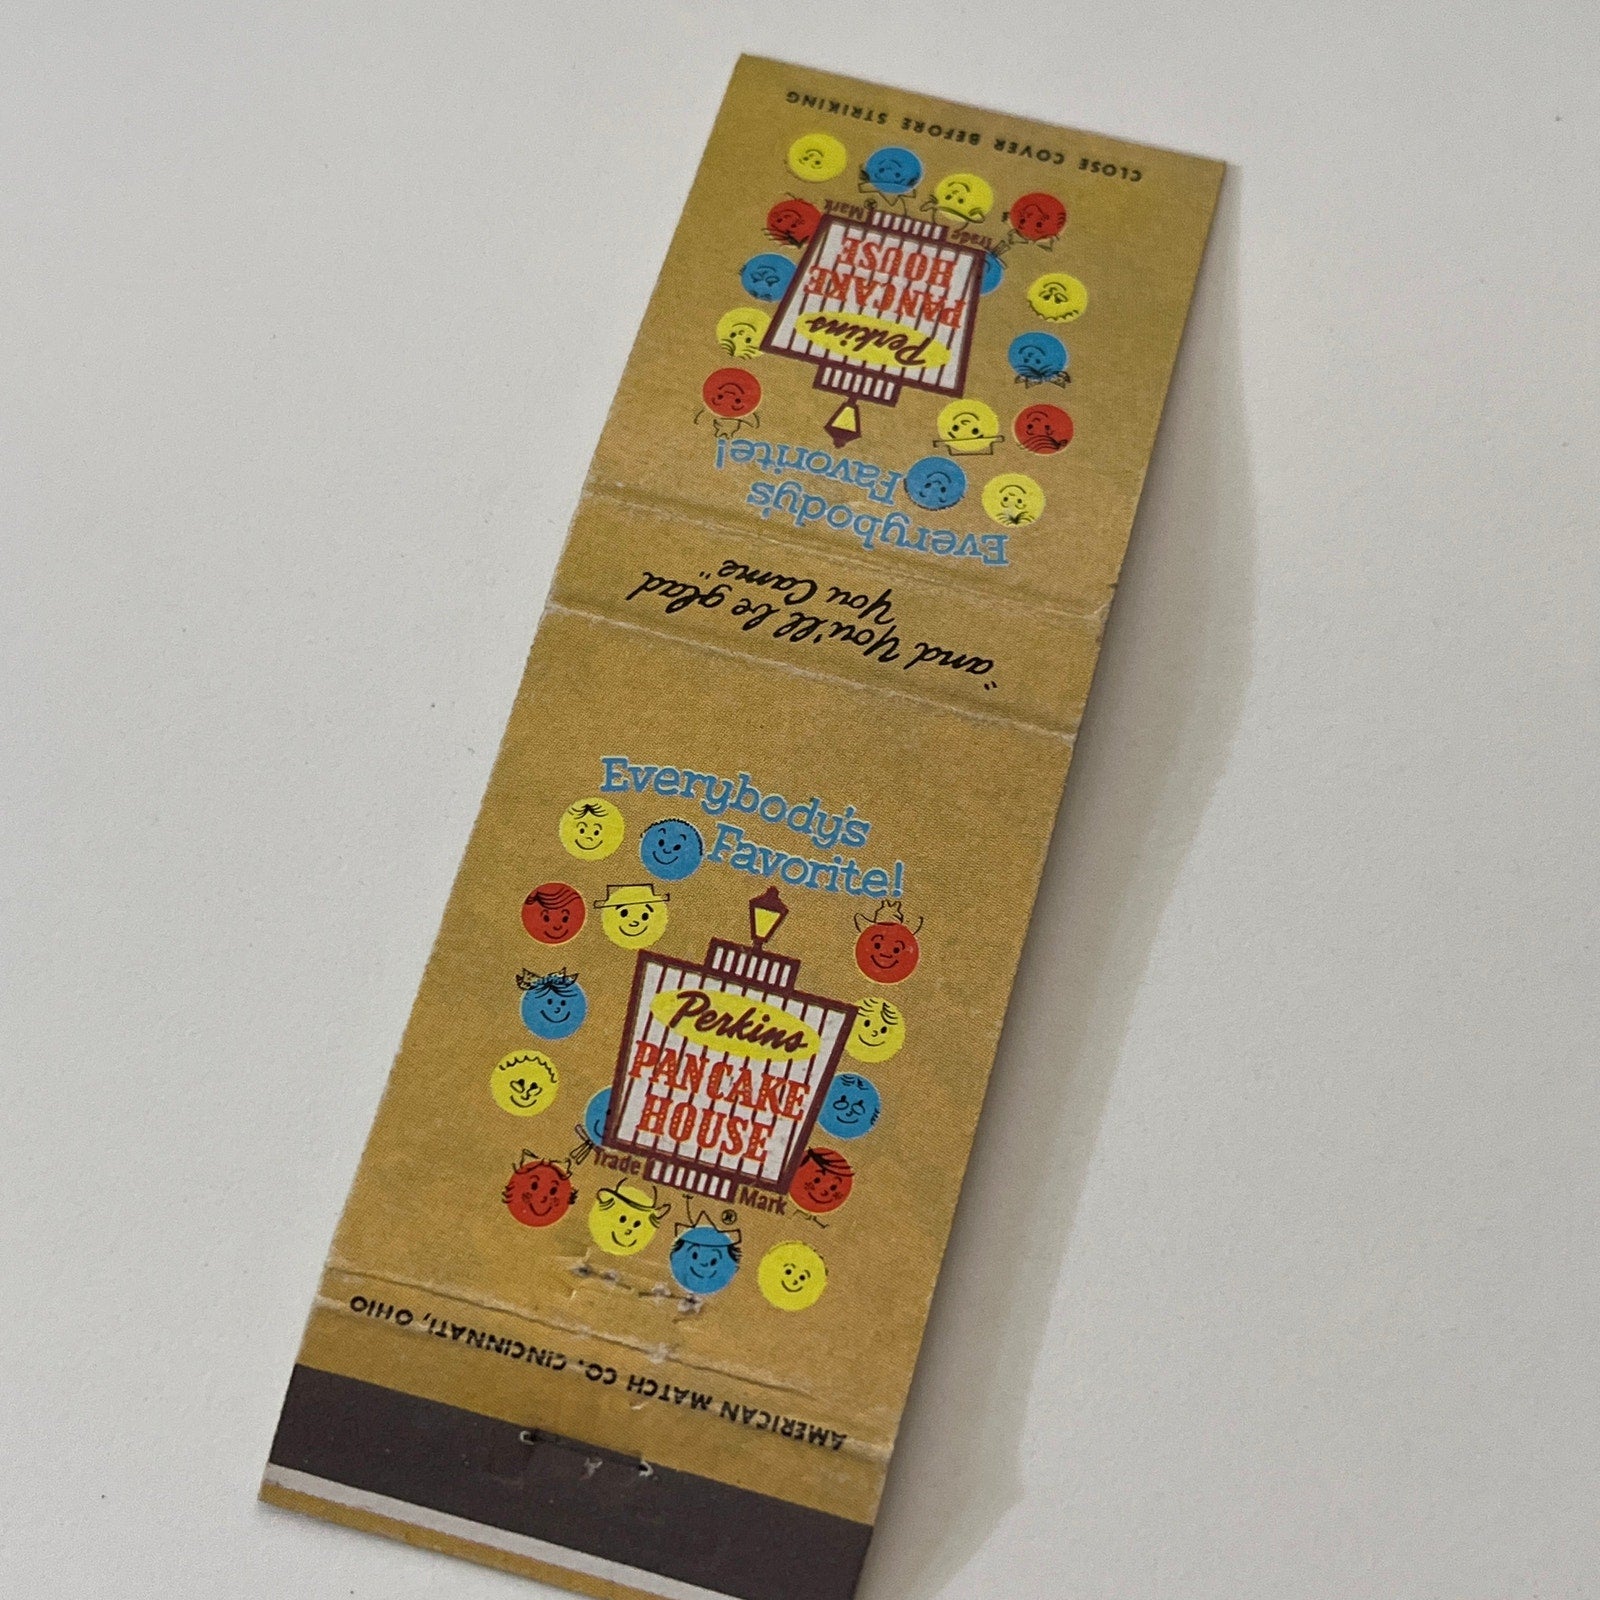 CLOSE COVER BEFORE STRIKING
Trade Mark ®
Perkins
PANCAKE
HOUSE
Everybody's
Favorite!
"and You'll be glad
You Came"
Everybody's
Favorite!
Perkins
PANCAKE
HOUSE
Trade Mark ®
AMERICAN MATCH CO. CINCINNATI, OHIO